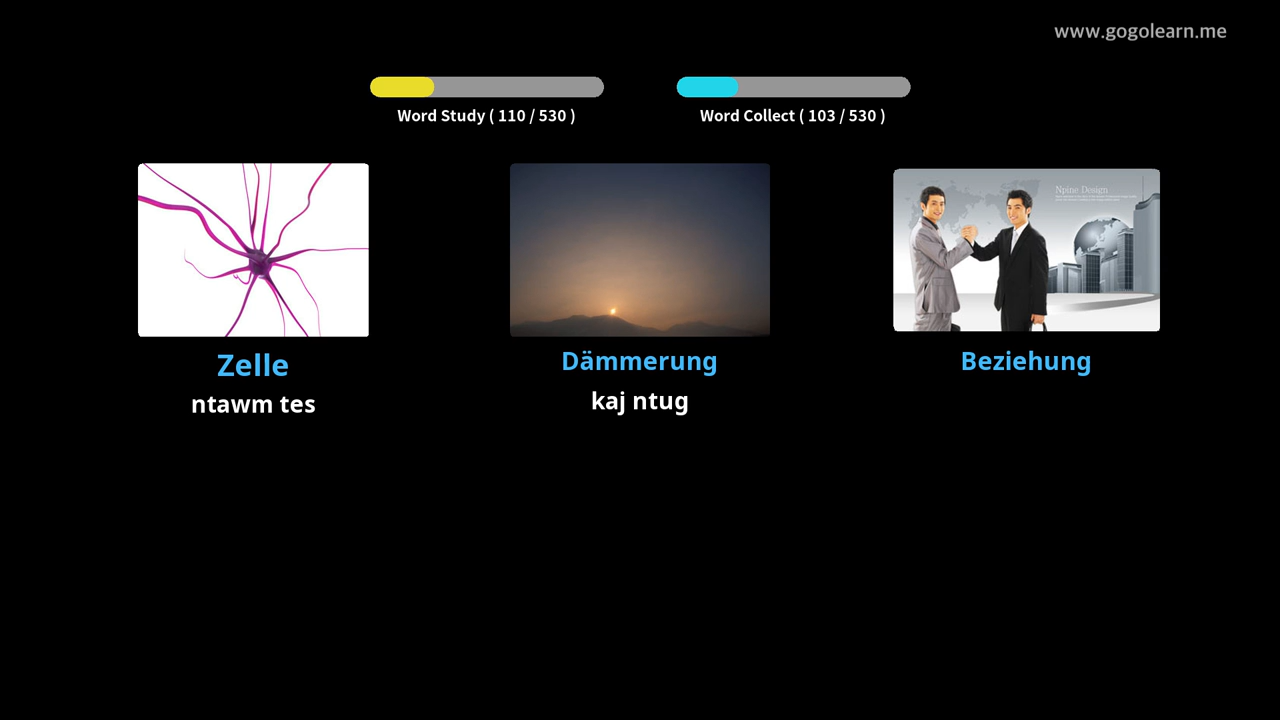 www.gogolearn.me
Word Study ( 110 / 530 )
Word Collect ( 103 / 530 )
Npine Design
Zelle
Dämmerung
Beziehung
ntawm tes
kaj ntug